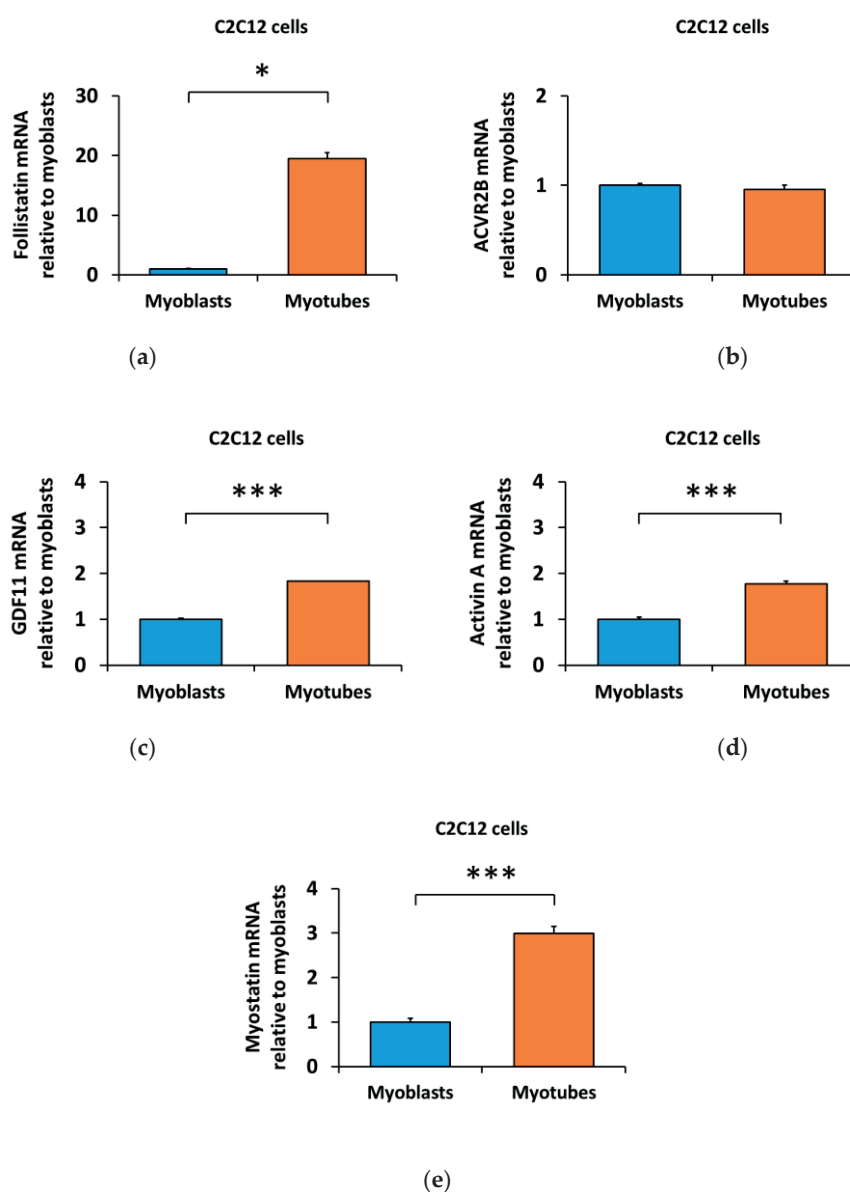 C2C12 cells
*
Follistatin mRNA
relative to myoblasts
30
20
10
0
Myoblasts Myotubes
(a)
C2C12 cells
ACVR2B mRNA
relative to myoblasts
2
1
0
Myoblasts Myotubes
(b)
C2C12 cells
***
GDF11 mRNA
relative to myoblasts
4
3
2
1
0
Myoblasts Myotubes
(c)
C2C12 cells
***
Activin A mRNA
relative to myoblasts
4
3
2
1
0
Myoblasts Myotubes
(d)
C2C12 cells
***
Myostatin mRNA
relative to myoblasts
4
3
2
1
0
Myoblasts Myotubes
(e)